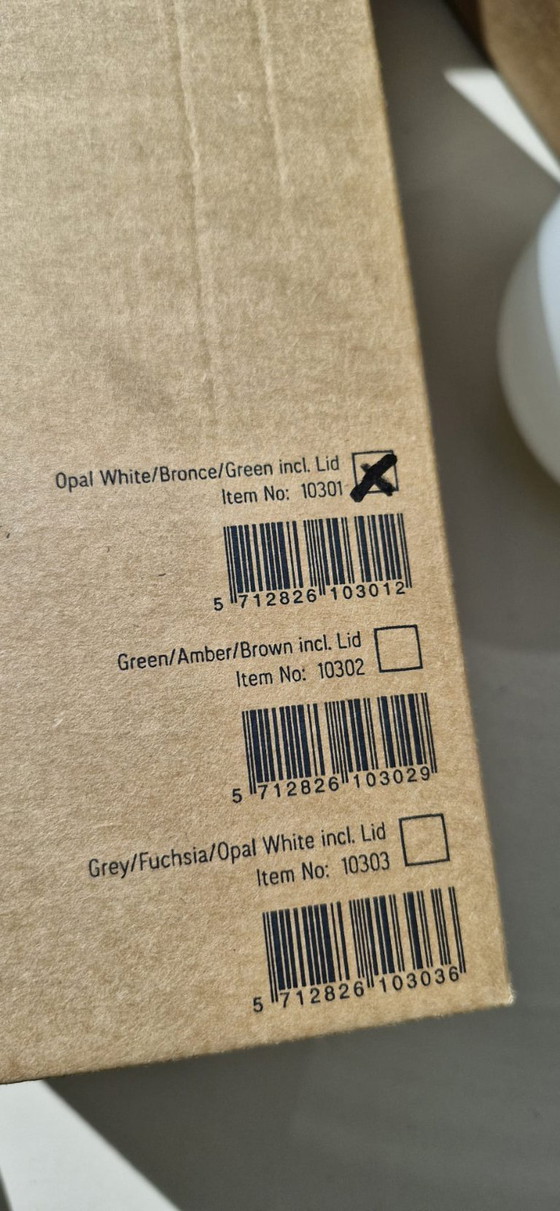 Opal White/Bronce/Green incl. Lid
Item No: 10301
5 712826 103012
Green/Amber/Brown incl. Lid
Item No: 10302
5 712826 103029
Grey/Fuchsia/Opal White incl. Lid
Item No: 10303
5 712826 103036